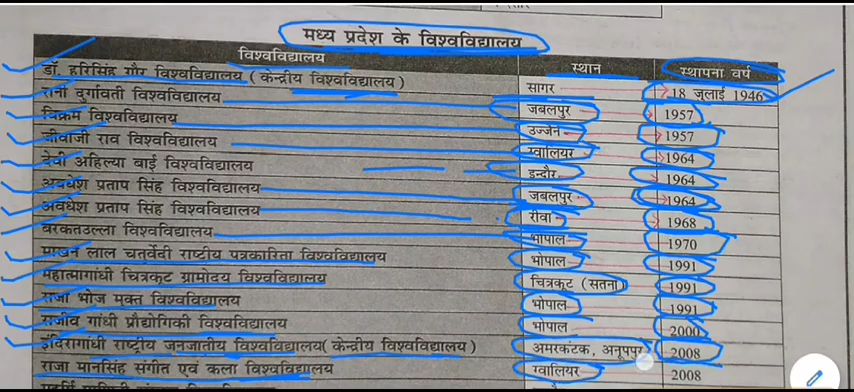 मध्य प्रदेश के विश्वविद्यालय
विश्वविद्यालय स्थान स्थापना वर्ष
डॉ. हरिसिंह गौर विश्वविद्यालय (केन्द्रीय विश्वविद्यालय) सागर 18 जुलाई 1946
रानी दुर्गावती विश्वविद्यालय जबलपुर 1957
विक्रम विश्वविद्यालय उज्जैन 1957
जीवाजी राव विश्वविद्यालय ग्वालियर 1964
देवी अहिल्या बाई विश्वविद्यालय इन्दौर 1964
अवधेश प्रताप सिंह विश्वविद्यालय जबलपुर 1964
अवधेश प्रताप सिंह विश्वविद्यालय रीवा 1968
बरकतउल्ला विश्वविद्यालय भोपाल 1970
माखन लाल चतुर्वेदी राष्टीय पत्रकारिता विश्वविद्यालय भोपाल 1991
महात्मागांधी चित्रकूट ग्रामोदय विश्वविद्यालय चित्रकूट (सतना) 1991
राजा भोज मुक्त विश्वविद्यालय भोपाल 1991
राजीव गांधी प्रौद्योगिकी विश्वविद्यालय भोपाल 2000
इंदिरागांधी राष्ट्रीय जनजातीय विश्वविद्यालय(केन्द्रीय विश्वविद्यालय) अमरकंटक, अनूपपुर 2008
राजा मानसिंह संगीत एवं कला विश्वविद्यालय ग्वालियर 2008